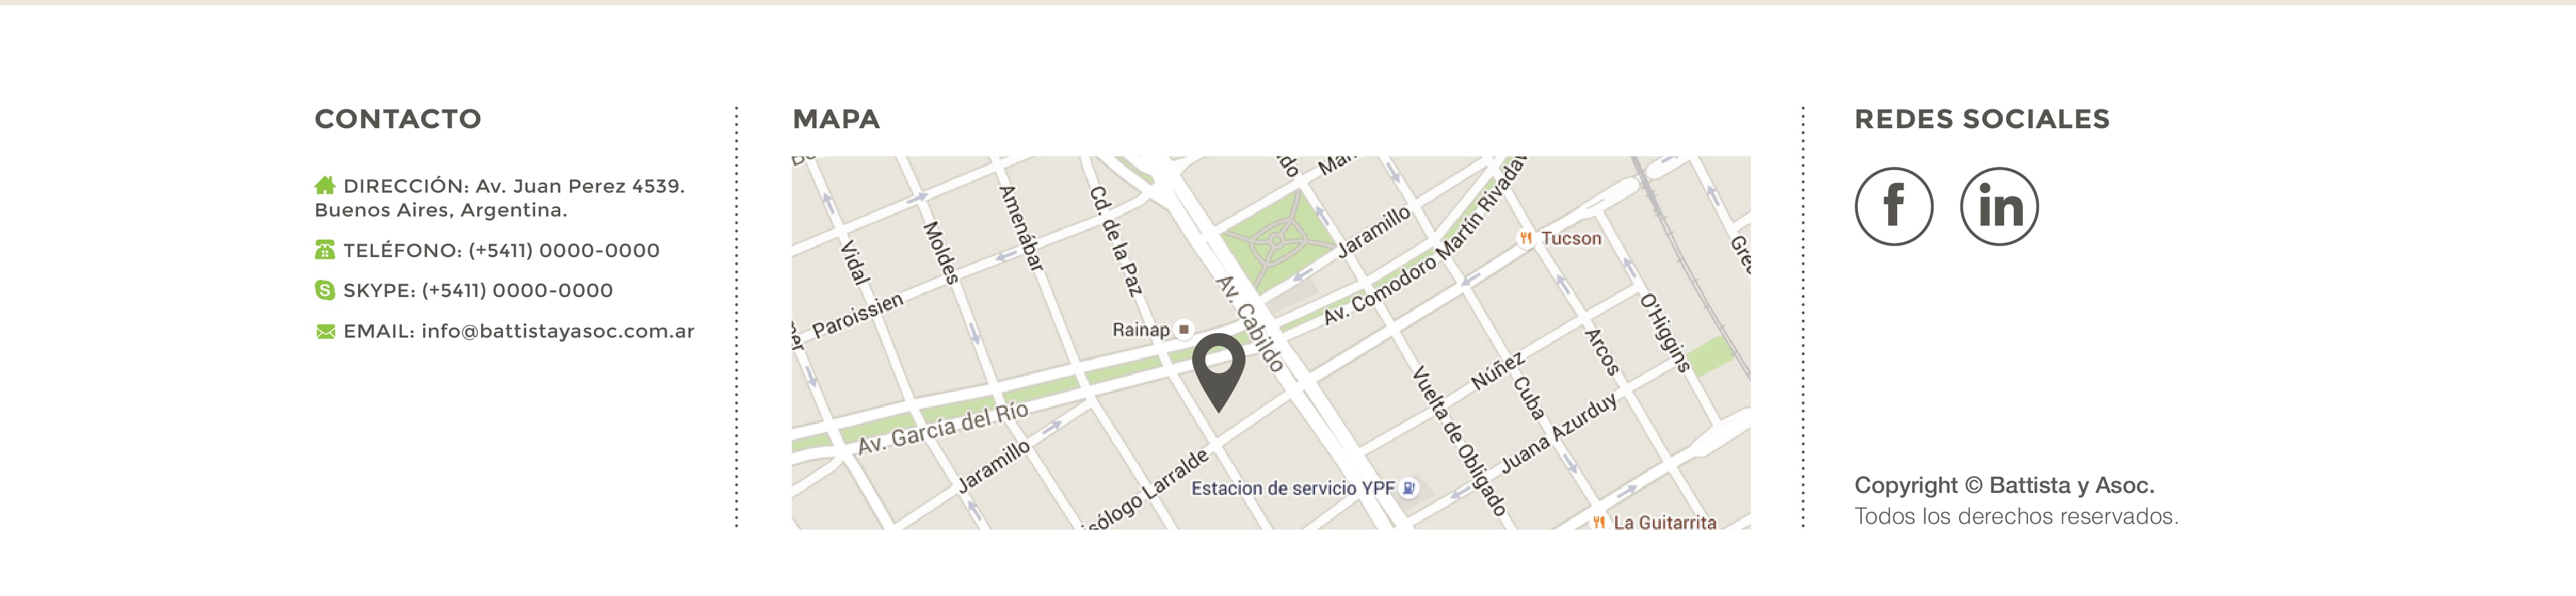 CONTACTO
DIRECCIÓN: Av. Juan Perez 4539.
Buenos Aires, Argentina.
TELÉFONO: (+5411) 0000-0000
SKYPE: (+5411) 0000-0000
EMAIL: info@battistayasoc.com.ar
MAPA
Vidal
Moldes
Amenábar
Cd. de la Paz
Paroissien
Rainap
Av. Cabildo
Jaramillo
Av. Comodoro Martín Rivadav
Tucson
Av. García del Río
Jaramillo
sólogo Larralde
Estacion de servicio YPF
Vuelta de Obligado
Núñez
Cuba
Arcos
O'Higgins
Juana Azurduy
La Guitarrita
REDES SOCIALES
f
in
Copyright © Battista y Asoc.
Todos los derechos reservados.